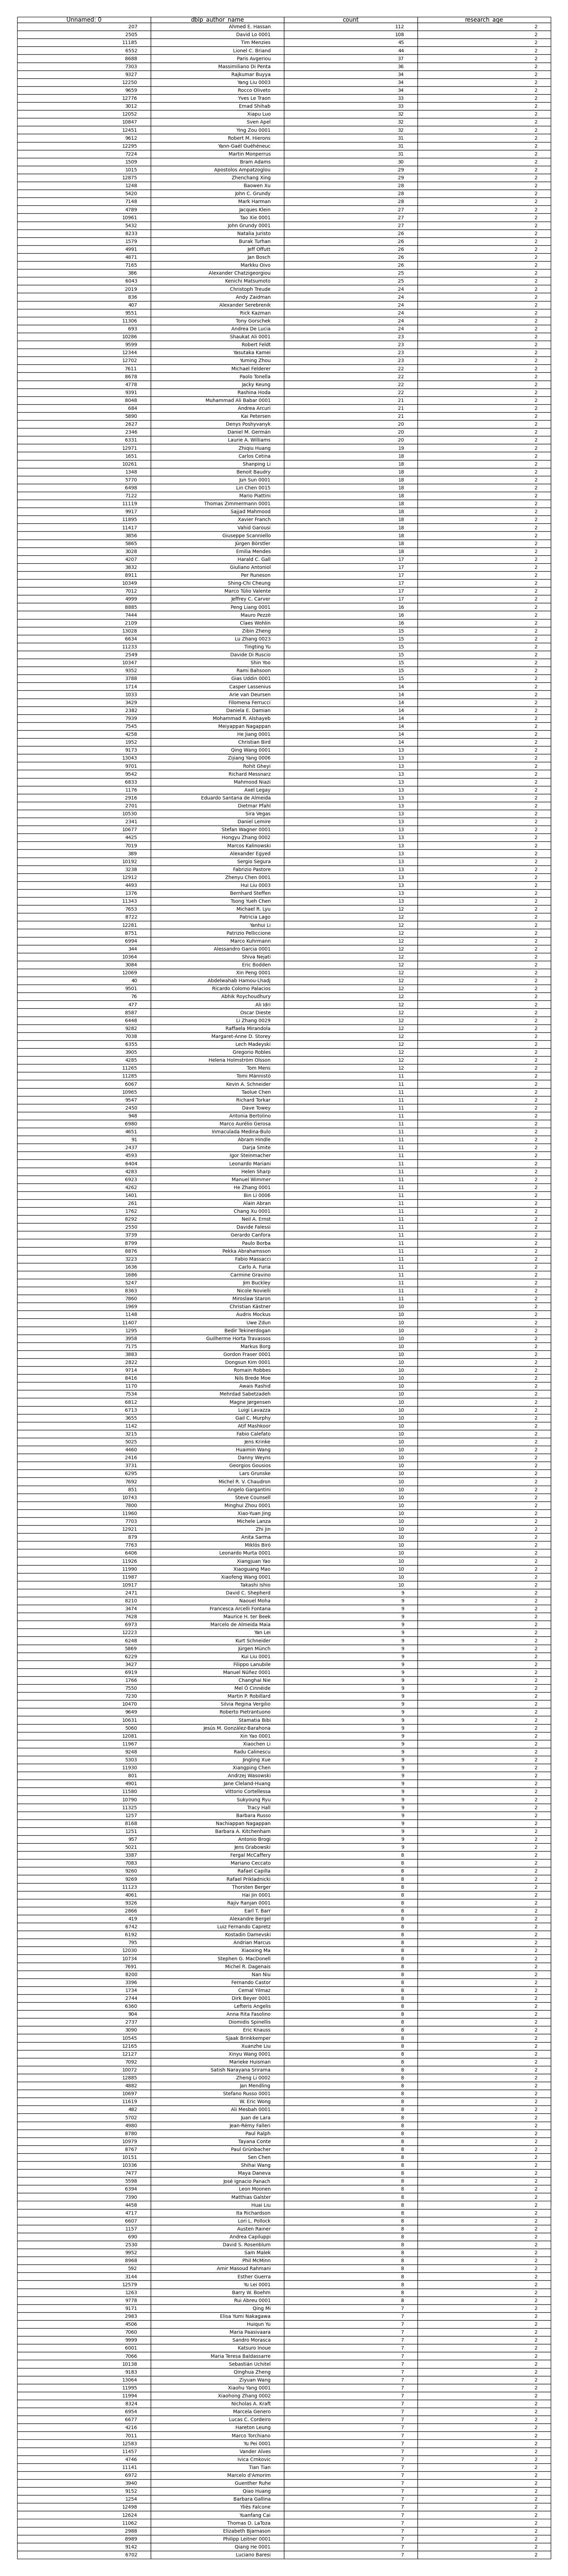 Unnamed: 0 dblp_author_name count research_age
207 Ahmed E. Hassan 112 2
2505 David Lo 0001 108 2
11185 Tim Menzies 45 2
6552 Lionel C. Briand 44 2
8688 Paris Avgeriou 37 2
7303 Massimiliano Di Penta 36 2
9327 Rajkumar Buyya 34 2
12250 Yang Liu 0003 34 2
9659 Rocco Oliveto 34 2
12776 Yves Le Traon 33 2
3012 Emad Shihab 33 2
12052 Xiapu Luo 32 2
10847 Sven Apel 32 2
12451 Ying Zou 0001 32 2
9612 Robert M. Hierons 31 2
12295 Yann-Gaël Guéhéneuc 31 2
7224 Martin Monperrus 31 2
1509 Bram Adams 30 2
1015 Apostolos Ampatzoglou 29 2
12875 Zhenchang Xing 29 2
1248 Baowen Xu 28 2
5420 John C. Grundy 28 2
7148 Mark Harman 28 2
4789 Jacques Klein 27 2
10961 Tao Xie 0001 27 2
5432 John Grundy 0001 27 2
8233 Natalia Juristo 26 2
1579 Burak Turhan 26 2
4991 Jeff Offutt 26 2
4871 Jan Bosch 26 2
7165 Markku Oivo 26 2
386 Alexander Chatzigeorgiou 25 2
6043 Kenichi Matsumoto 25 2
2019 Christoph Treude 24 2
836 Andy Zaidman 24 2
407 Alexander Serebrenik 24 2
9551 Rick Kazman 24 2
11306 Tony Gorschek 24 2
693 Andrea De Lucia 24 2
10286 Shaukat Ali 0001 23 2
9599 Robert Feldt 23 2
12344 Yasutaka Kamei 23 2
12702 Yuming Zhou 23 2
7611 Michael Felderer 22 2
8678 Paolo Tonella 22 2
4778 Jacky Keung 22 2
9391 Rashina Hoda 22 2
8048 Muhammad Ali Babar 0001 21 2
684 Andrea Arcuri 21 2
5890 Kai Petersen 21 2
2627 Denys Poshyvanyk 20 2
2346 Daniel M. Germán 20 2
6331 Laurie A. Williams 20 2
12971 Zhiqiu Huang 19 2
1651 Carlos Cetina 18 2
10261 Shanping Li 18 2
1348 Benoit Baudry 18 2
5770 Jun Sun 0001 18 2
6498 Lin Chen 0015 18 2
7122 Mario Piattini 18 2
11119 Thomas Zimmermann 0001 18 2
9917 Sajjad Mahmood 18 2
11895 Xavier Franch 18 2
11417 Vahid Garousi 18 2
3856 Giuseppe Scanniello 18 2
5865 Jürgen Börstler 18 2
3028 Emilia Mendes 18 2
4207 Harald C. Gall 17 2
3832 Giuliano Antoniol 17 2
8911 Per Runeson 17 2
10349 Shing-Chi Cheung 17 2
7012 Marco Túlio Valente 17 2
4999 Jeffrey C. Carver 17 2
8885 Peng Liang 0001 16 2
7444 Mauro Pezzè 16 2
2109 Claes Wohlin 16 2
13028 Zibin Zheng 15 2
6634 Lu Zhang 0023 15 2
11233 Tingting Yu 15 2
2549 Davide Di Ruscio 15 2
10347 Shin Yoo 15 2
9352 Rami Bahsoon 15 2
3788 Gias Uddin 0001 15 2
1714 Casper Lassenius 14 2
1033 Arie van Deursen 14 2
3429 Filomena Ferrucci 14 2
2382 Daniela E. Damian 14 2
7939 Mohammad R. Alshayeb 14 2
7545 Meiyappan Nagappan 14 2
4258 He Jiang 0001 14 2
1952 Christian Bird 14 2
9173 Qing Wang 0001 13 2
13043 Zijiang Yang 0006 13 2
9701 Rohit Gheyi 13 2
9542 Richard Messnarz 13 2
6833 Mahmood Niazi 13 2
1176 Axel Legay 13 2
2916 Eduardo Santana de Almeida 13 2
2701 Dietmar Pfahl 13 2
10530 Sira Vegas 13 2
2341 Daniel Lemire 13 2
10677 Stefan Wagner 0001 13 2
4425 Hongyu Zhang 0002 13 2
7019 Marcos Kalinowski 13 2
389 Alexander Egyed 13 2
10192 Sergio Segura 13 2
3238 Fabrizio Pastore 13 2
12912 Zhenyu Chen 0001 13 2
4493 Hui Liu 0003 13 2
1376 Bernhard Steffen 13 2
11343 Tsong Yueh Chen 13 2
7653 Michael R. Lyu 12 2
8722 Patricia Lago 12 2
12281 Yanhui Li 12 2
8751 Patrizio Pelliccione 12 2
6994 Marco Kuhrmann 12 2
344 Alessandro Garcia 0001 12 2
10364 Shiva Nejati 12 2
3084 Eric Bodden 12 2
12069 Xin Peng 0001 12 2
40 Abdelwahab Hamou-Lhadj 12 2
9501 Ricardo Colomo Palacios 12 2
76 Abhik Roychoudhury 12 2
477 Ali Idri 12 2
8587 Oscar Dieste 12 2
6448 Li Zhang 0029 12 2
9282 Raffaela Mirandola 12 2
7038 Margaret-Anne D. Storey 12 2
6355 Lech Madeyski 12 2
3905 Gregorio Robles 12 2
4285 Helena Holmström Olsson 12 2
11265 Tom Mens 12 2
11285 Tomi Männistö 11 2
6067 Kevin A. Schneider 11 2
10965 Taolue Chen 11 2
9547 Richard Torkar 11 2
2450 Dave Towey 11 2
948 Antonia Bertolino 11 2
6980 Marco Aurélio Gerosa 11 2
4651 Inmaculada Medina-Bulo 11 2
91 Abram Hindle 11 2
2437 Darja Smite 11 2
4593 Igor Steinmacher 11 2
6404 Leonardo Mariani 11 2
4283 Helen Sharp 11 2
6923 Manuel Wimmer 11 2
4262 He Zhang 0001 11 2
1401 Bin Li 0006 11 2
261 Alain Abran 11 2
1762 Chang Xu 0001 11 2
8292 Neil A. Ernst 11 2
2550 Davide Falessi 11 2
3739 Gerardo Canfora 11 2
8799 Paulo Borba 11 2
8876 Pekka Abrahamsson 11 2
3223 Fabio Massacci 11 2
1636 Carlo A. Furia 11 2
1686 Carmine Gravino 11 2
5247 Jim Buckley 11 2
8363 Nicole Novielli 11 2
7860 Miroslaw Staron 11 2
1969 Christian Kästner 10 2
1148 Audris Mockus 10 2
11407 Uwe Zdun 10 2
1295 Bedir Tekinerdogan 10 2
3958 Guilherme Horta Travassos 10 2
7175 Markus Borg 10 2
3883 Gordon Fraser 0001 10 2
2822 Dongsun Kim 0001 10 2
9714 Romain Robbes 10 2
8416 Nils Brede Moe 10 2
1170 Awais Rashid 10 2
7534 Mehrdad Sabetzadeh 10 2
6812 Magne Jørgensen 10 2
6713 Luigi Lavazza 10 2
3655 Gail C. Murphy 10 2
1142 Atif Mashkoor 10 2
3215 Fabio Calefato 10 2
5025 Jens Krinke 10 2
4460 Huaimin Wang 10 2
2416 Danny Weyns 10 2
3731 Georgios Gousios 10 2
6295 Lars Grunske 10 2
7692 Michel R. V. Chaudron 10 2
851 Angelo Gargantini 10 2
10743 Steve Counsell 10 2
7800 Minghui Zhou 0001 10 2
11960 Xiao-Yuan Jing 10 2
7703 Michele Lanza 10 2
12921 Zhi Jin 10 2
879 Anita Sarma 10 2
7763 Miklós Biró 10 2
6406 Leonardo Murta 0001 10 2
11926 Xiangjuan Yao 10 2
11990 Xiaoguang Mao 10 2
11987 Xiaofeng Wang 0001 10 2
10917 Takashi Ishio 10 2
2471 David C. Shepherd 9 2
8210 Naouel Moha 9 2
3474 Francesca Arcelli Fontana 9 2
7428 Maurice H. ter Beek 9 2
6973 Marcelo de Almeida Maia 9 2
12223 Yan Lei 9 2
6248 Kurt Schneider 9 2
5869 Jürgen Münch 9 2
6229 Kui Liu 0001 9 2
3427 Filippo Lanubile 9 2
6919 Manuel Núñez 0001 9 2
1766 Changhai Nie 9 2
7550 Mel Ó Cinnéide 9 2
7230 Martin P. Robillard 9 2
10470 Silvia Regina Vergilio 9 2
9649 Roberto Pietrantuono 9 2
10631 Stamatia Bibi 9 2
5060 Jesús M. González-Barahona 9 2
12081 Xin Yao 0001 9 2
11967 Xiaochen Li 9 2
9248 Radu Calinescu 9 2
5303 Jingling Xue 9 2
11930 Xiangping Chen 9 2
801 Andrzej Wasowski 9 2
4901 Jane Cleland-Huang 9 2
11580 Vittorio Cortellessa 9 2
10790 Sukyoung Ryu 9 2
11325 Tracy Hall 9 2
1257 Barbara Russo 9 2
8168 Nachiappan Nagappan 9 2
1251 Barbara A. Kitchenham 9 2
957 Antonio Brogi 9 2
5021 Jens Grabowski 9 2
3387 Fergal McCaffery 8 2
7083 Mariano Ceccato 8 2
9260 Rafael Capilla 8 2
9269 Rafael Prikladnicki 8 2
11123 Thorsten Berger 8 2
4061 Hai Jin 0001 8 2
9326 Rajiv Ranjan 0001 8 2
2866 Earl T. Barr 8 2
419 Alexandre Bergel 8 2
6742 Luiz Fernando Capretz 8 2
6192 Kostadin Damevski 8 2
795 Andrian Marcus 8 2
12030 Xiaoxing Ma 8 2
10734 Stephen G. MacDonell 8 2
7691 Michel R. Dagenais 8 2
8200 Nan Niu 8 2
3396 Fernando Castor 8 2
1734 Cemal Yilmaz 8 2
2744 Dirk Beyer 0001 8 2
6360 Lefteris Angelis 8 2
904 Anna Rita Fasolino 8 2
2737 Diomidis Spinellis 8 2
3090 Eric Knauss 8 2
10545 Sjaak Brinkkemper 8 2
12165 Xuanzhe Liu 8 2
12127 Xinyu Wang 0001 8 2
7092 Marieke Huisman 8 2
10072 Satish Narayana Srirama 8 2
12885 Zheng Li 0002 8 2
4882 Jan Mendling 8 2
10697 Stefano Russo 0001 8 2
11619 W. Eric Wong 8 2
482 Ali Mesbah 0001 8 2
5702 Juan de Lara 8 2
4980 Jean-Rémy Falleri 8 2
8780 Paul Ralph 8 2
10979 Tayana Conte 8 2
8767 Paul Grünbacher 8 2
10151 Sen Chen 8 2
10336 Shihai Wang 8 2
7477 Maya Daneva 8 2
5598 José Ignacio Panach 8 2
6394 Leon Moonen 8 2
7390 Matthias Galster 8 2
4458 Huai Liu 8 2
4717 Ita Richardson 8 2
6607 Lori L. Pollock 8 2
1157 Austen Rainer 8 2
690 Andrea Capiluppi 8 2
2530 David S. Rosenblum 8 2
9952 Sam Malek 8 2
8968 Phil McMinn 8 2
592 Amir Masoud Rahmani 8 2
3144 Esther Guerra 8 2
12579 Yu Lei 0001 8 2
1263 Barry W. Boehm 8 2
9778 Rui Abreu 0001 8 2
9171 Qing Mi 7 2
2983 Elisa Yumi Nakagawa 7 2
4506 Huiqun Yu 7 2
7060 Maria Paasivaara 7 2
9999 Sandro Morasca 7 2
6001 Katsuro Inoue 7 2
7066 Maria Teresa Baldassarre 7 2
10138 Sebastián Uchitel 7 2
9183 Qinghua Zheng 7 2
13064 Ziyuan Wang 7 2
11995 Xiaohu Yang 0001 7 2
11994 Xiaohong Zhang 0002 7 2
8324 Nicholas A. Kraft 7 2
6954 Marcela Genero 7 2
6677 Lucas C. Cordeiro 7 2
4216 Hareton Leung 7 2
7011 Marco Torchiano 7 2
12583 Yu Pei 0001 7 2
11457 Vander Alves 7 2
4746 Ivica Crnkovic 7 2
11141 Tian Tian 7 2
6972 Marcelo d'Amorim 7 2
3940 Guenther Ruhe 7 2
9152 Qiao Huang 7 2
1254 Barbara Gallina 7 2
12498 Yliès Falcone 7 2
12624 Yuanfang Cai 7 2
11062 Thomas D. LaToza 7 2
2988 Elizabeth Bjarnason 7 2
8989 Philipp Leitner 0001 7 2
9142 Qiang He 0001 7 2
6702 Luciano Baresi 7 2